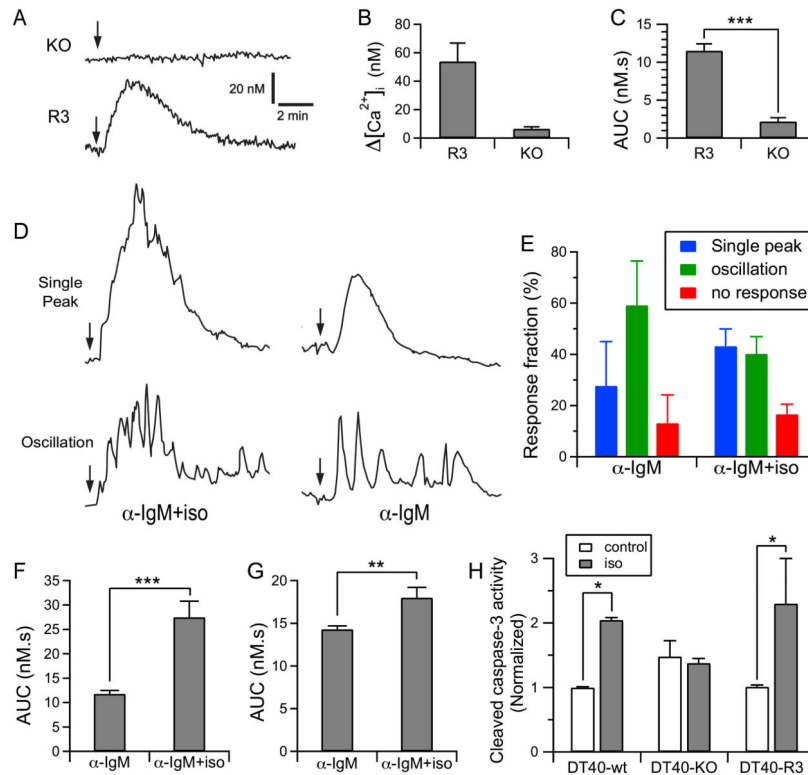 A
KO
R3
20 nM
2 min
B
Δ[Ca²⁺]ᵢ (nM)
80
60
40
20
0
R3
KO
C
AUC (nM.s)
15
10
5
0
***
R3
KO
D
Single
Peak
Oscillation
α-IgM+iso
α-IgM
E
Response fraction (%)
80
60
40
20
0
Single peak
oscillation
no response
α-IgM
α-IgM+iso
F
AUC (nM.s)
35
30
25
20
15
10
5
0
***
α-IgM
α-IgM+iso
G
AUC (nM.s)
20
15
10
5
0
**
α-IgM
α-IgM+iso
H
Cleaved caspase-3 activity
(Normalized)
3
2
1
0
control
iso
*
*
DT40-wt
DT40-KO
DT40-R3